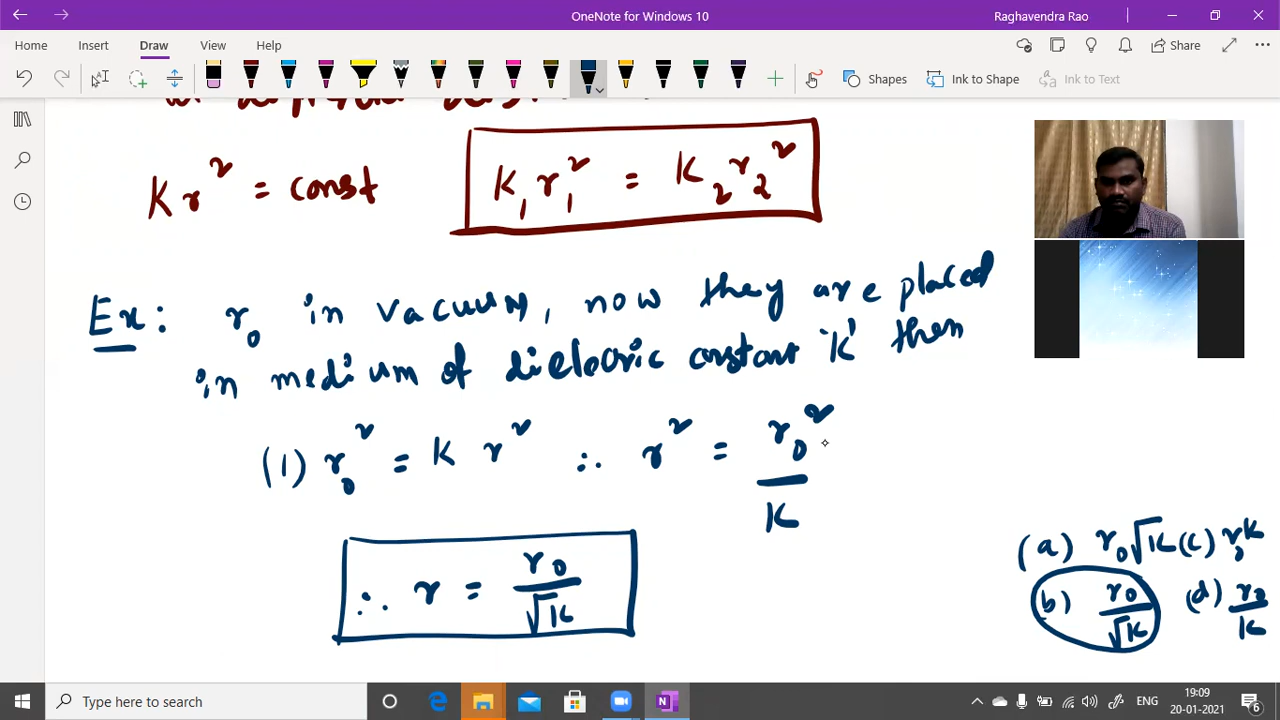 OneNote for Windows 10
Raghavendra Rao
Home Insert Draw View Help
Share
Shapes Ink to Shape Ink to Text
Kr² = const
K₁r₁² = K₂r₂²
Ex: r₀ in vacuum, now they are placed
in medium of dielectric constant 'K' then
(1) r₀² = K r² ∴ r² = r₀²/K
∴ r = r₀/√K
(a) r₀√K (c) r₀K
(b) r₀/√K (d) r₀/K
Type here to search
ENG
19:09
20-01-2021
6